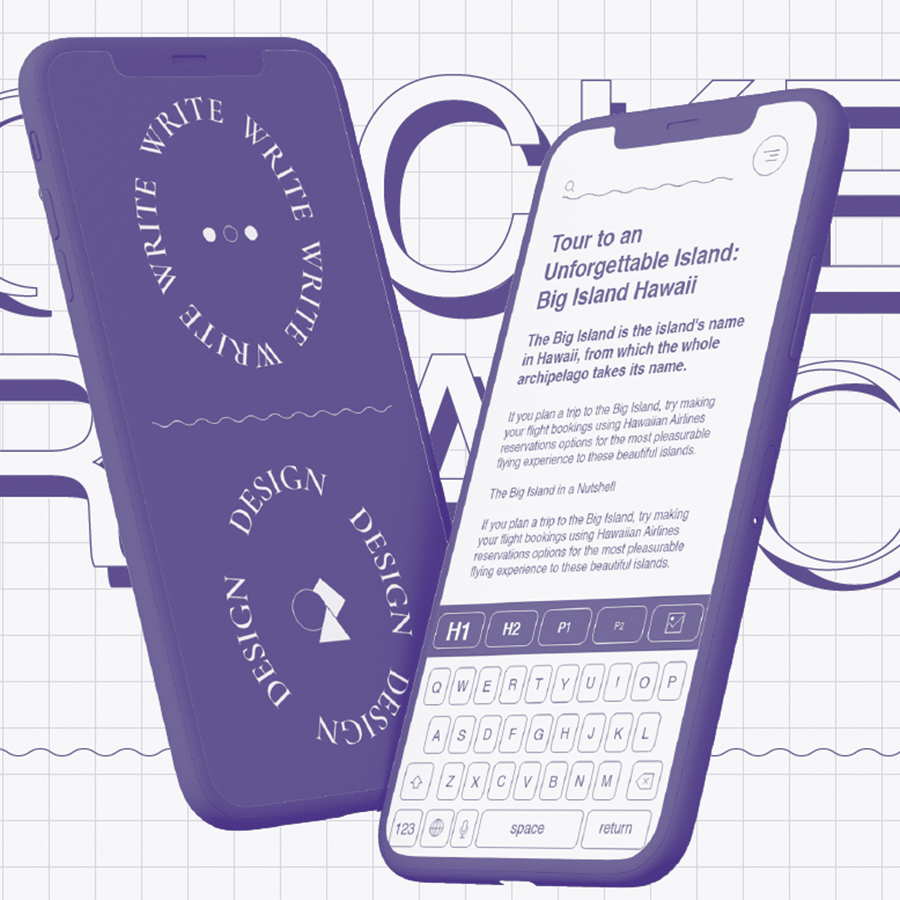 WRITE WRITE WRITE WRITE WRITE
DESIGN DESIGN DESIGN DESIGN
Tour to an
Unforgettable Island:
Big Island Hawaii
The Big Island is the island's name
in Hawaii, from which the whole
archipelago takes its name.
If you plan a trip to the Big Island, try making
your flight bookings using Hawaiian Airlines
reservations options for the most pleasurable
flying experience to these beautiful islands.
The Big Island in a Nutshell
If you plan a trip to the Big Island, try making
your flight bookings using Hawaiian Airlines
reservations options for the most pleasurable
flying experience to these beautiful islands.
H1 H2 P1 P2
Q W E R T Y U I O P
A S D F G H J K L
Z X C V B N M
123 space return